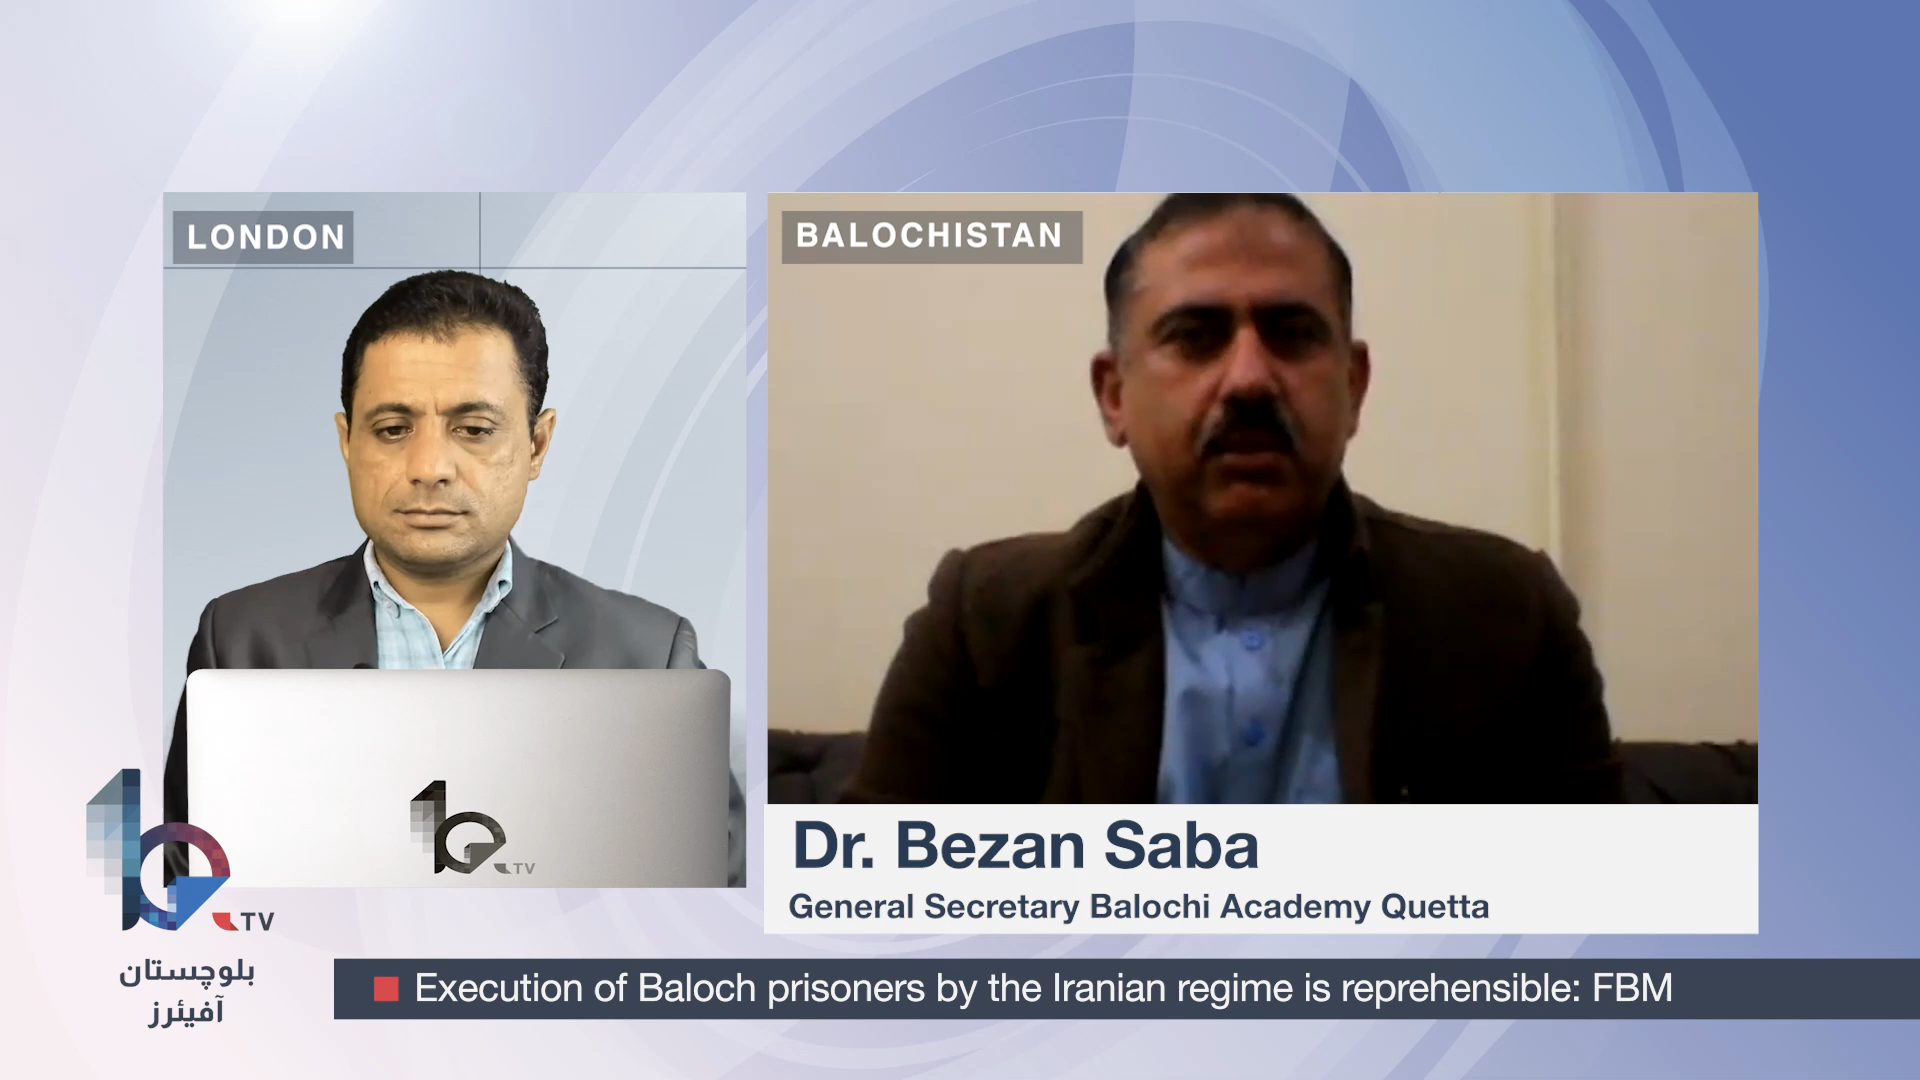 LONDON
BALOCHISTAN
TV
Dr. Bezan Saba
General Secretary Balochi Academy Quetta
TV
بلوچستان
آفیئرز
Execution of Baloch prisoners by the Iranian regime is reprehensible: FBM